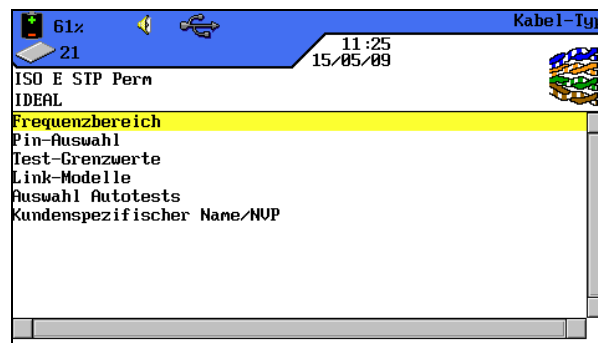 61%
Kabel-Typ
21
11:25
15/05/09
ISO E STP Perm
IDEAL
Frequenzbereich
Pin-Auswahl
Test-Grenzwerte
Link-Modelle
Auswahl Autotests
Kundenspezifischer Name/NVP